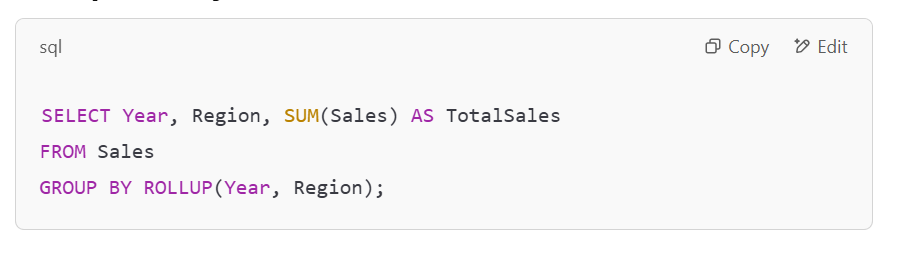 sql
Copy
Edit
SELECT Year, Region, SUM(Sales) AS TotalSales
FROM Sales
GROUP BY ROLLUP(Year, Region);